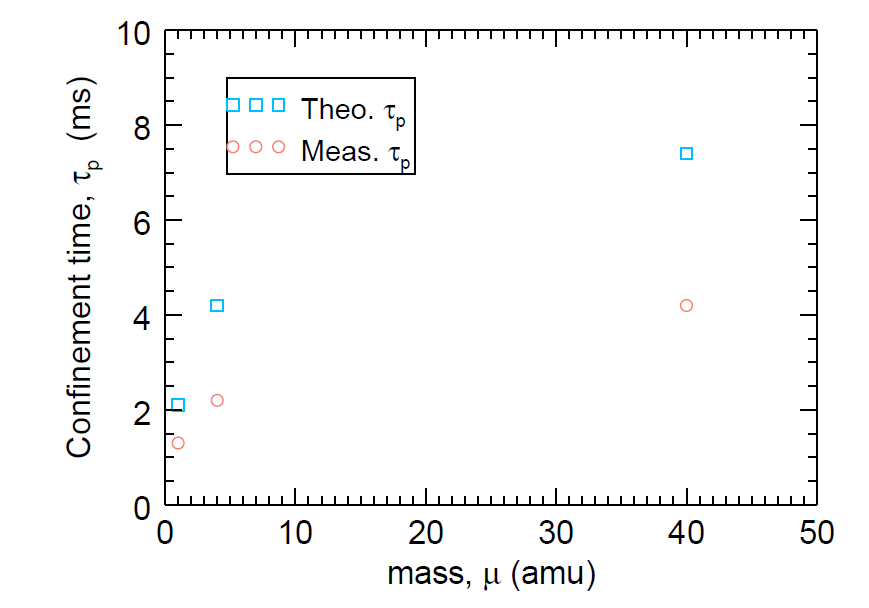 10
8
6
4
2
0
Confinement time, τp (ms)
Theo. τp
Meas. τp
0 10 20 30 40 50
mass, μ (amu)